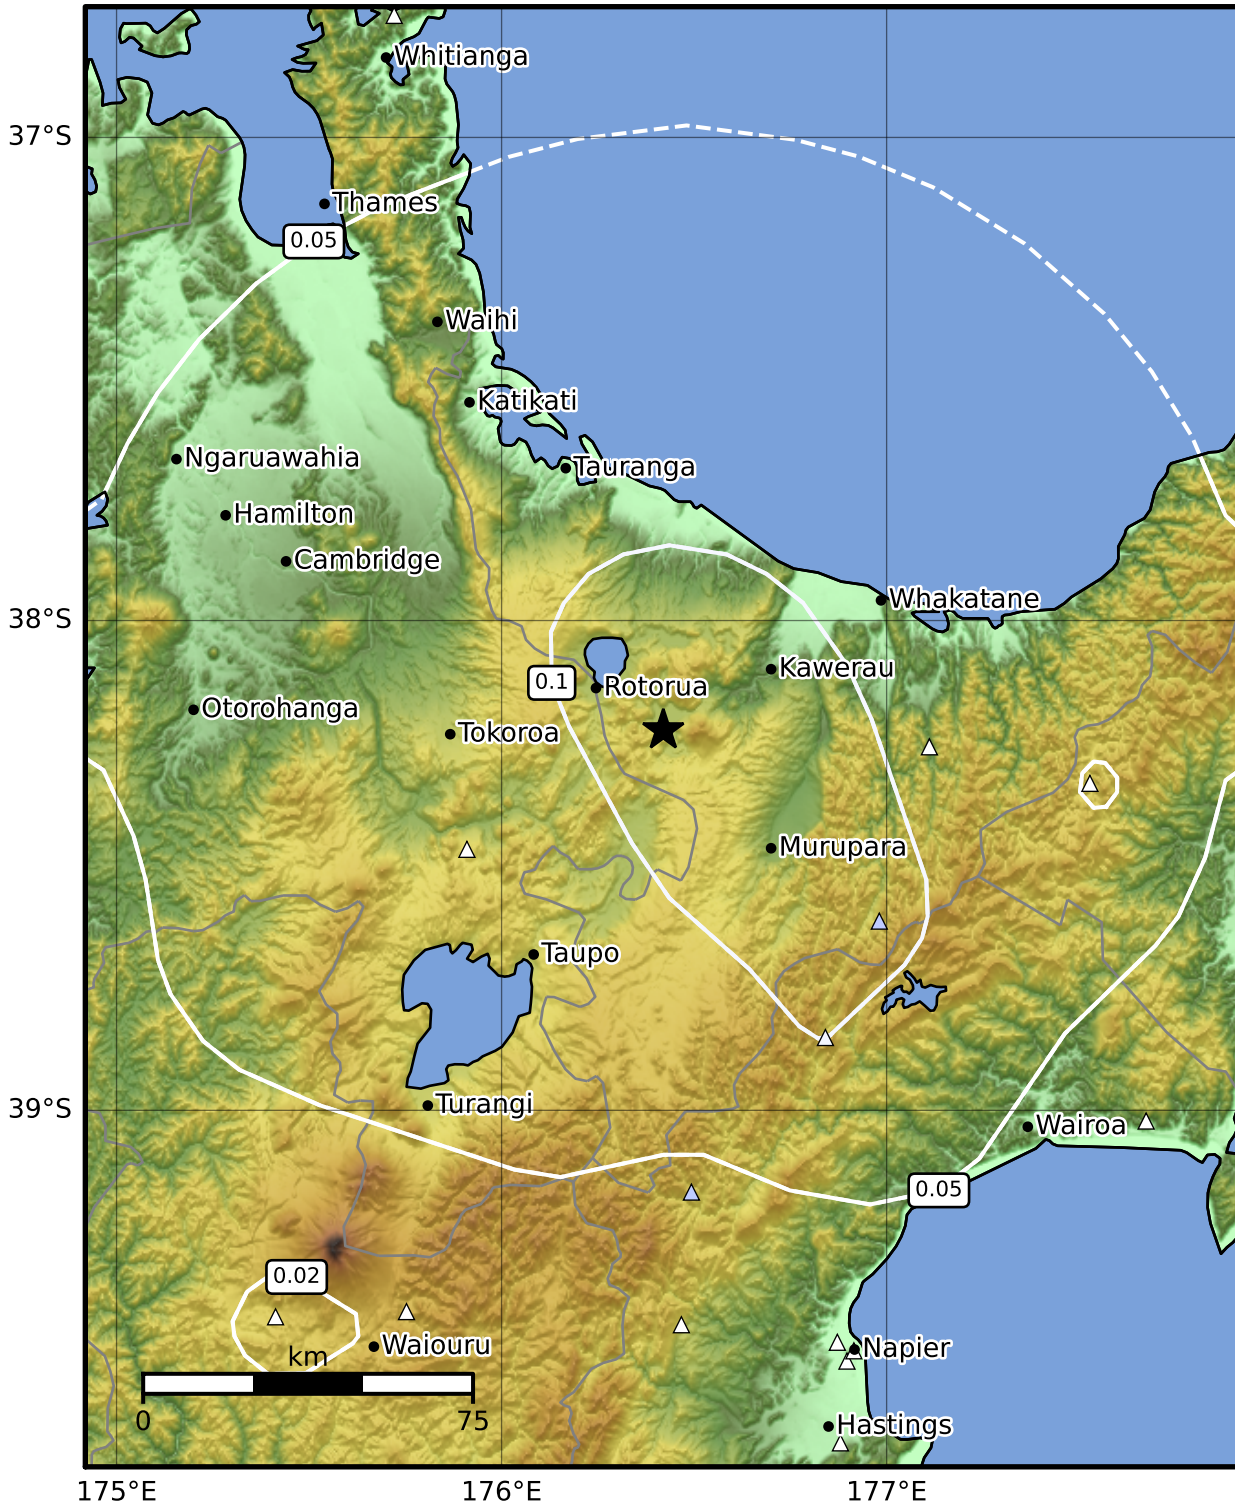 Whitianga
37°S
Thames
0.05
Waihi
Katikati
Ngaruawahia
Tauranga
Hamilton
Cambridge
Whakatane
38°S
Kawerau
0.1
Rotorua
Otorohanga
Tokoroa
Murupara
Taupo
Turangi
39°S
Wairoa
0.05
0.02
Waiouru
Napier
km
0
75
Hastings
175°E
176°E
177°E